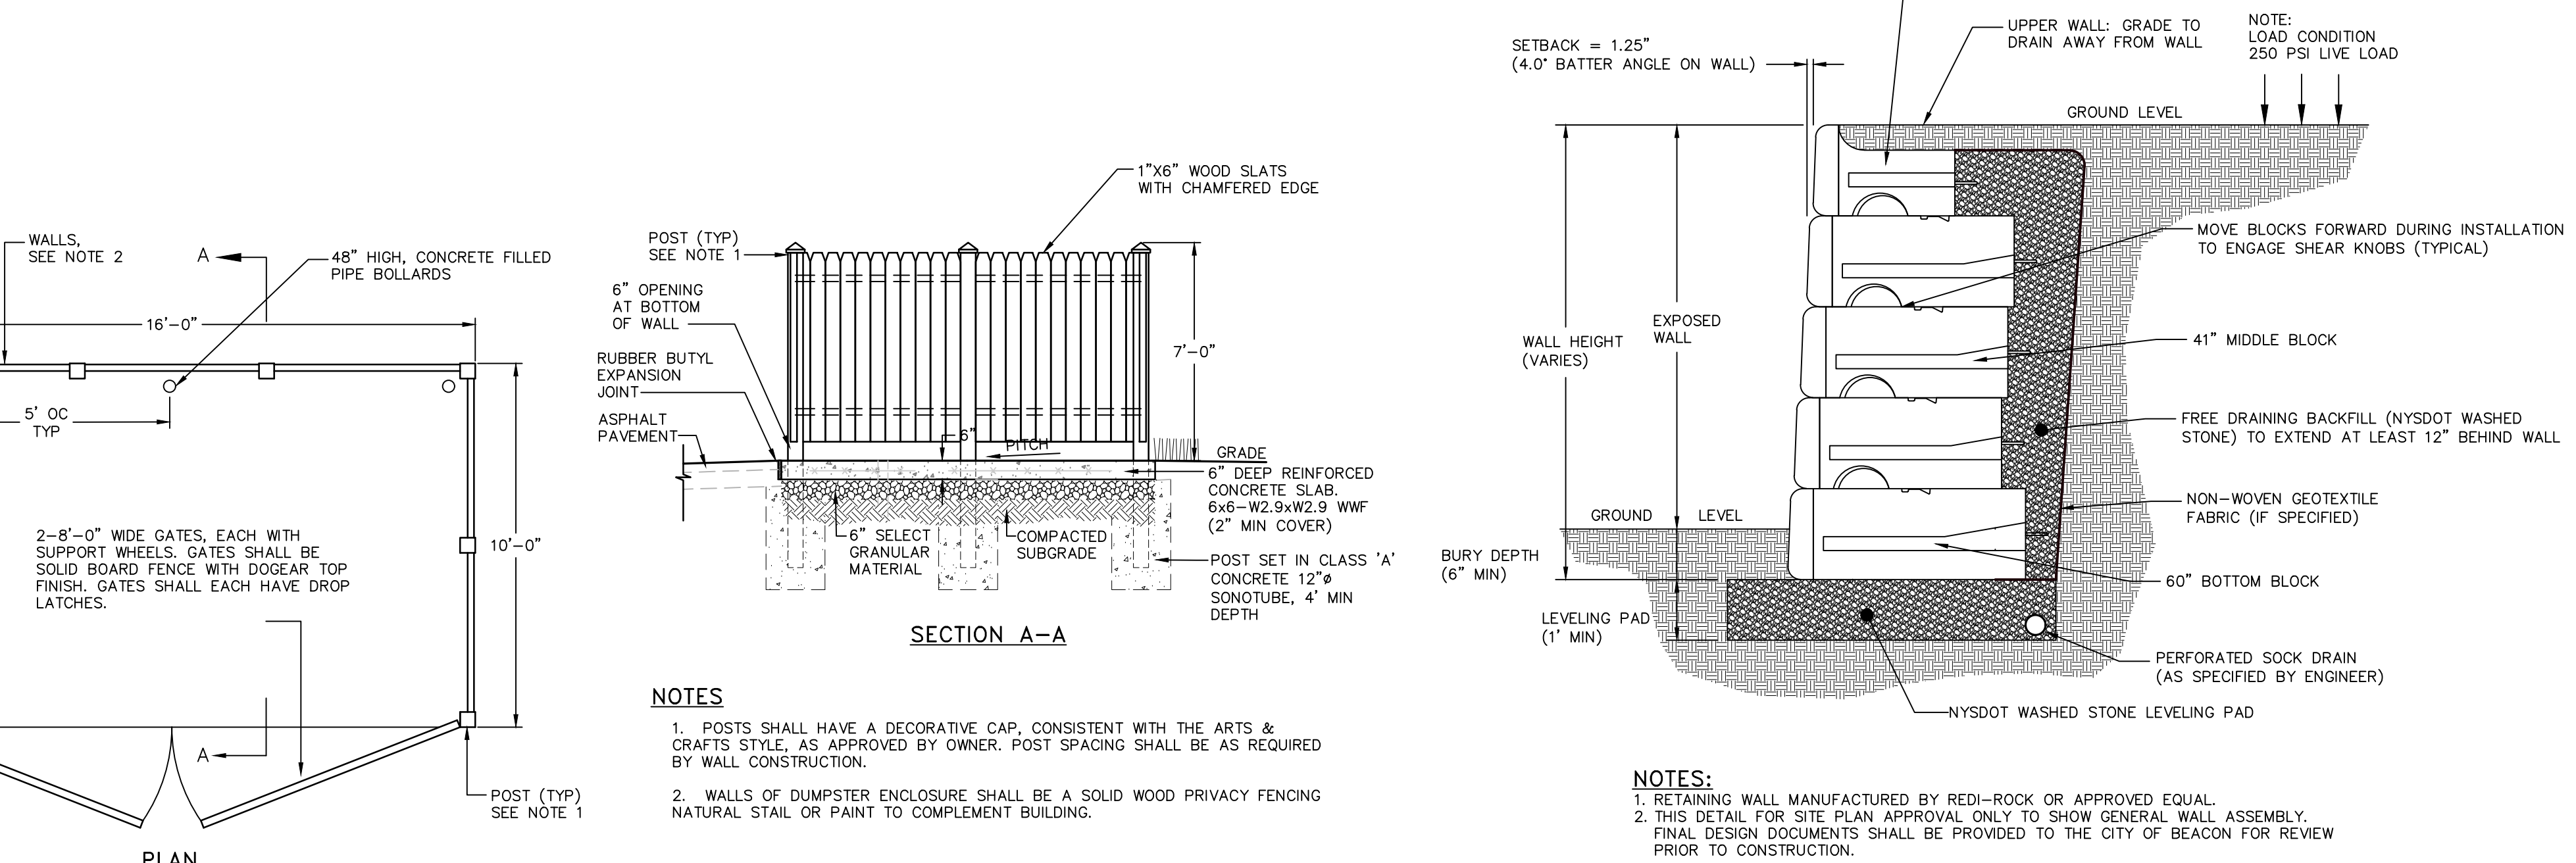 WALLS,
SEE NOTE 2
A
48" HIGH, CONCRETE FILLED
PIPE BOLLARDS
16'-0"
5' OC
TYP
2-8'-0" WIDE GATES, EACH WITH
SUPPORT WHEELS. GATES SHALL BE
SOLID BOARD FENCE WITH DOGEAR TOP
FINISH. GATES SHALL EACH HAVE DROP
LATCHES.
10'-0"
A
POST (TYP)
SEE NOTE 1
PLAN
1"X6" WOOD SLATS
WITH CHAMFERED EDGE
POST (TYP)
SEE NOTE 1
6" OPENING
AT BOTTOM
OF WALL
RUBBER BUTYL
EXPANSION
JOINT
ASPHALT
PAVEMENT
7'-0"
6"
PITCH
GRADE
6" DEEP REINFORCED
CONCRETE SLAB.
6x6-W2.9xW2.9 WWF
(2" MIN COVER)
6" SELECT
GRANULAR
MATERIAL
COMPACTED
SUBGRADE
POST SET IN CLASS 'A'
CONCRETE 12"ø
SONOTUBE, 4' MIN
DEPTH
SECTION A-A
NOTES
1. POSTS SHALL HAVE A DECORATIVE CAP, CONSISTENT WITH THE ARTS &
CRAFTS STYLE, AS APPROVED BY OWNER. POST SPACING SHALL BE AS REQUIRED
BY WALL CONSTRUCTION.
2. WALLS OF DUMPSTER ENCLOSURE SHALL BE A SOLID WOOD PRIVACY FENCING
NATURAL STAIL OR PAINT TO COMPLEMENT BUILDING.
SETBACK = 1.25"
(4.0° BATTER ANGLE ON WALL)
UPPER WALL: GRADE TO
DRAIN AWAY FROM WALL
NOTE:
LOAD CONDITION
250 PSI LIVE LOAD
GROUND LEVEL
MOVE BLOCKS FORWARD DURING INSTALLATION
TO ENGAGE SHEAR KNOBS (TYPICAL)
EXPOSED
WALL
WALL HEIGHT
(VARIES)
41" MIDDLE BLOCK
FREE DRAINING BACKFILL (NYSDOT WASHED
STONE) TO EXTEND AT LEAST 12" BEHIND WALL
NON-WOVEN GEOTEXTILE
FABRIC (IF SPECIFIED)
GROUND LEVEL
BURY DEPTH
(6" MIN)
60" BOTTOM BLOCK
LEVELING PAD
(1' MIN)
PERFORATED SOCK DRAIN
(AS SPECIFIED BY ENGINEER)
NYSDOT WASHED STONE LEVELING PAD
NOTES:
1. RETAINING WALL MANUFACTURED BY REDI-ROCK OR APPROVED EQUAL.
2. THIS DETAIL FOR SITE PLAN APPROVAL ONLY TO SHOW GENERAL WALL ASSEMBLY.
FINAL DESIGN DOCUMENTS SHALL BE PROVIDED TO THE CITY OF BEACON FOR REVIEW
PRIOR TO CONSTRUCTION.